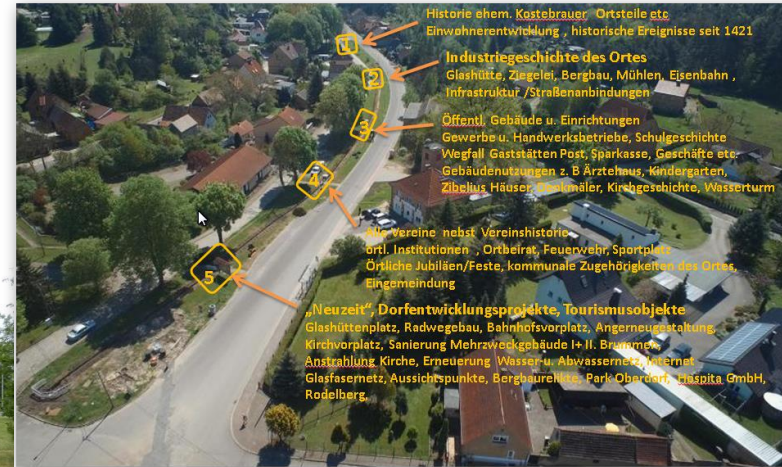 1
Historie ehem. Kostebrauer Ortsteile etc
Einwohnerentwicklung , historische Ereignisse seit 1421
2
Industriegeschichte des Ortes
Glashütte, Ziegelei, Bergbau, Mühlen, Eisenbahn ,
Infrastruktur /Straßenanbindungen
3
Öffentl. Gebäude u. Einrichtungen
Gewerbe u. Handwerksbetriebe, Schulgeschichte
Wegfall Gaststätten Post, Sparkasse, Geschäfte etc.
Gebäudenutzungen z. B Ärztehaus, Kindergarten,
Zibelius Häuser, Denkmäler, Kirchgeschichte, Wasserturm
4
Alle Vereine nebst Vereinshistorie
örtl. Institutionen , Ortbeirat, Feuerwehr, Sportplatz
Örtliche Jubiläen/Feste, kommunale Zugehörigkeiten des Ortes,
Eingemeindung
5
„Neuzeit“, Dorfentwicklungsprojekte, Tourismusobjekte
Glashüttenplatz, Radwegebau, Bahnhofsvorplatz, Angerneugestaltung,
Kirchvorplatz, Sanierung Mehrzweckgebäude I+ II. Brunnen,
Anstrahlung Kirche, Erneuerung Wasser-u. Abwassernetz, Internet
Glasfasernetz, Aussichtspunkte, Bergbaurelikte, Park Oberdorf, Haspita GmbH,
Rodelberg,